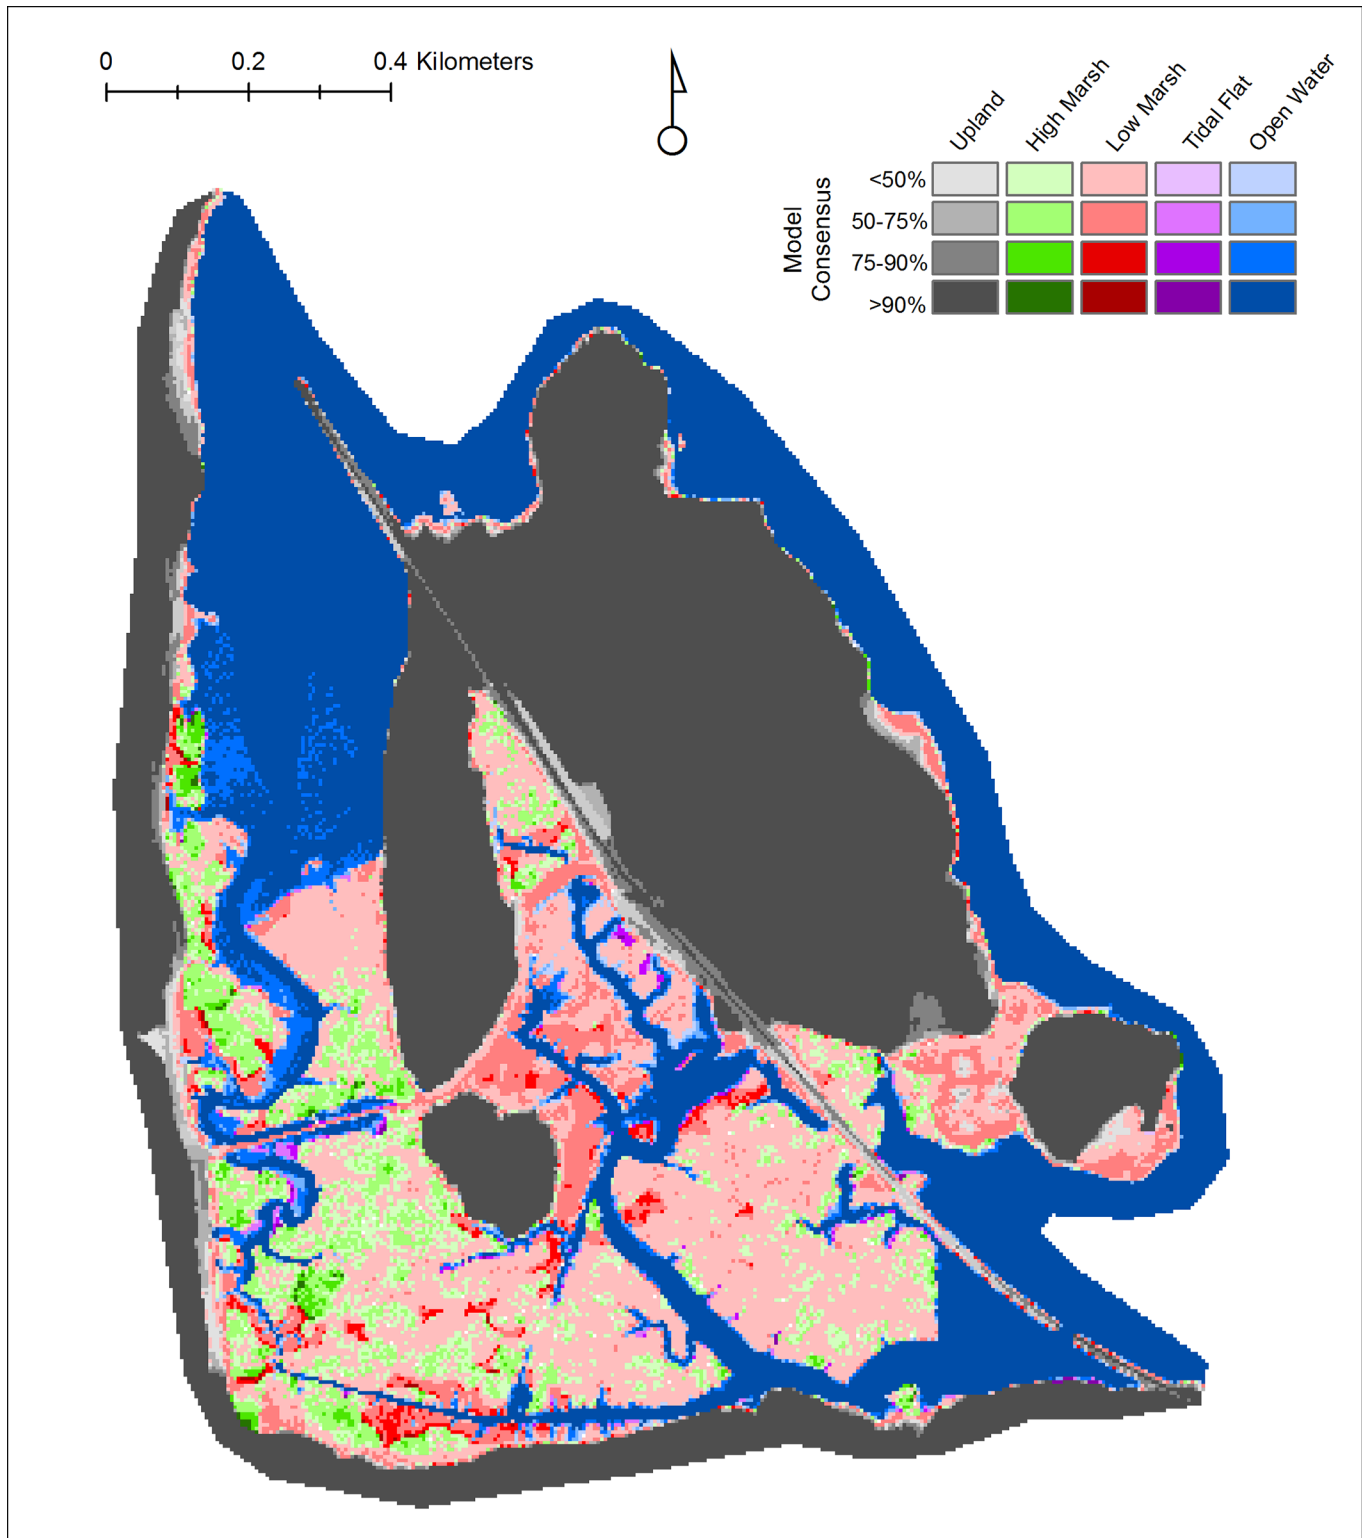 0 0.2 0.4 Kilometers
Upland High Marsh Low Marsh Tidal Flat Open Water
Model
Consensus
<50%
50-75%
75-90%
>90%